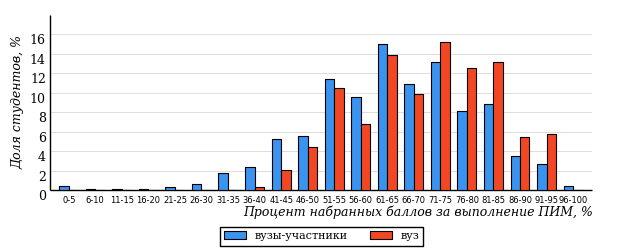 Доля студентов, %
16
14
12
10
8
6
4
2
0
0-5 6-10 11-15 16-20 21-25 26-30 31-35 36-40 41-45 46-50 51-55 56-60 61-65 66-70 71-75 76-80 81-85 86-90 91-95 96-100
Процент набранных баллов за выполнение ПИМ, %
вузы-участники вуз